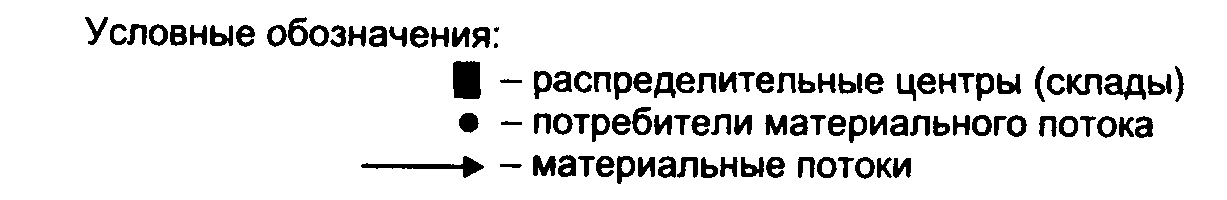 Условные обозначения:
– распределительные центры (склады)
– потребители материального потока
– материальные потоки